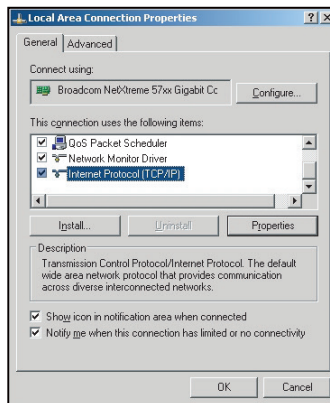 Local Area Connection Properties
General
Advanced
Connect using:
Broadcom NetXtreme 57xx Gigabit Cc
Configure...
This connection uses the following items:
QoS Packet Scheduler
Network Monitor Driver
Internet Protocol (TCP/IP)
Install...
Uninstall
Properties
Description
Transmission Control Protocol/Internet Protocol. The default
wide area network protocol that provides communication
across diverse interconnected networks.
Show icon in notification area when connected
Notify me when this connection has limited or no connectivity
OK
Cancel